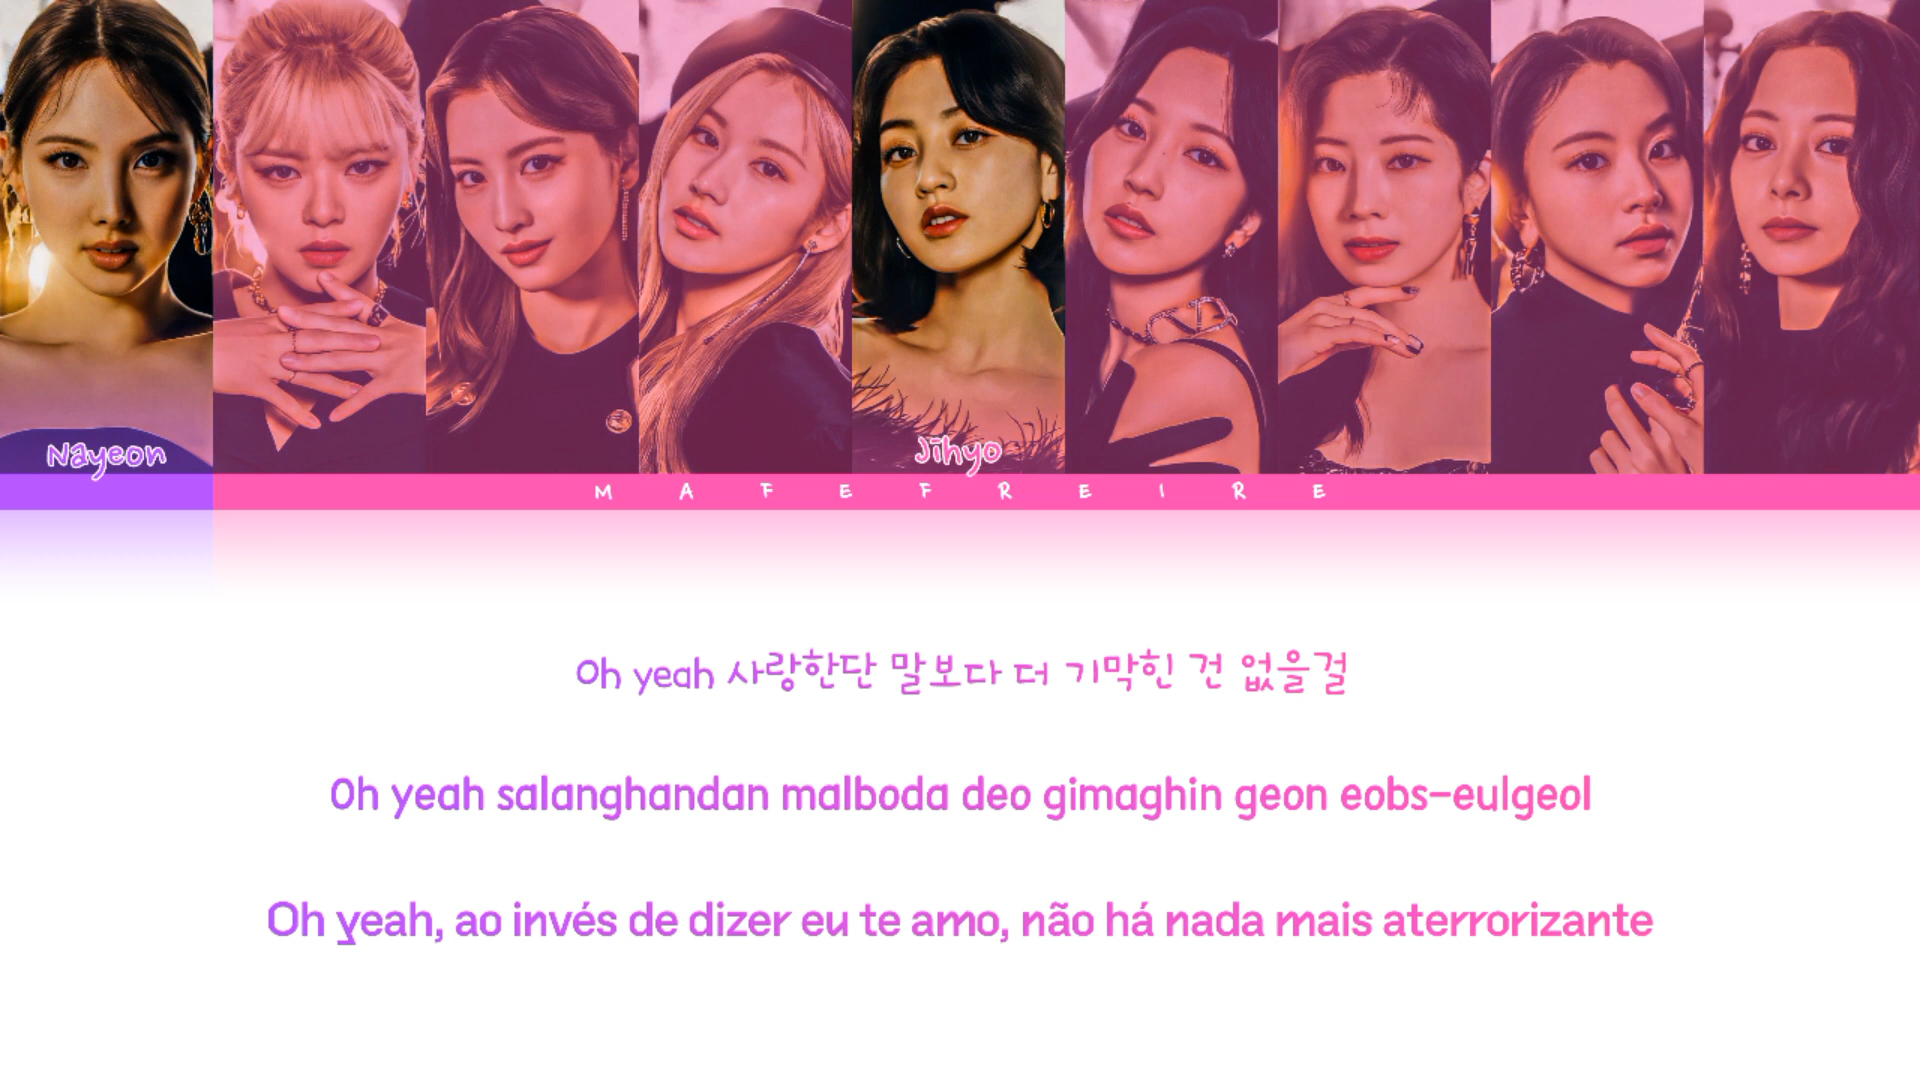 Nayeon
Jihyo
MAFEFREIRE
Oh yeah 사랑한단 말보다 더 기막힌 건 없을걸
Oh yeah salanghandan malboda deo gimaghin geon eobs-eulgeol
Oh yeah, ao invés de dizer eu te amo, não há nada mais aterrorizante